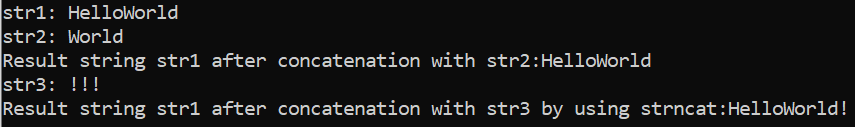 str1: HelloWorld
str2: World
Result string str1 after concatenation with str2:HelloWorld
str3: !!!
Result string str1 after concatenation with str3 by using strncat:HelloWorld!